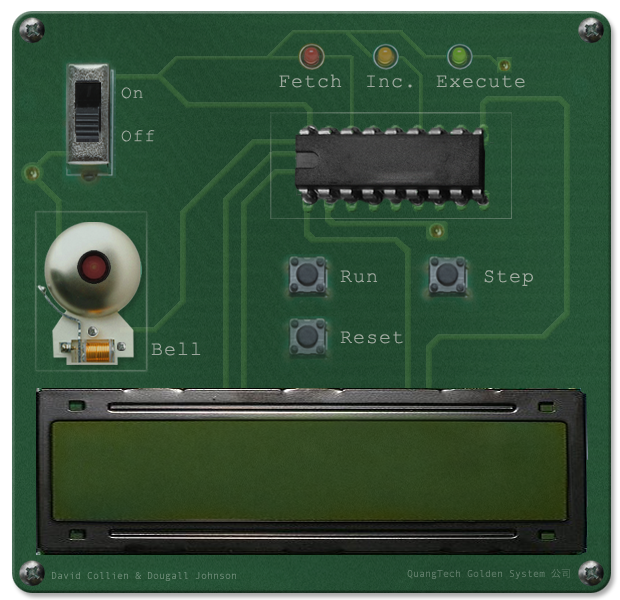 Fetch Inc. Execute
On
Off
Run Step
Reset
Bell
David Collien & Dougall Johnson
QuangTech Golden System 公司